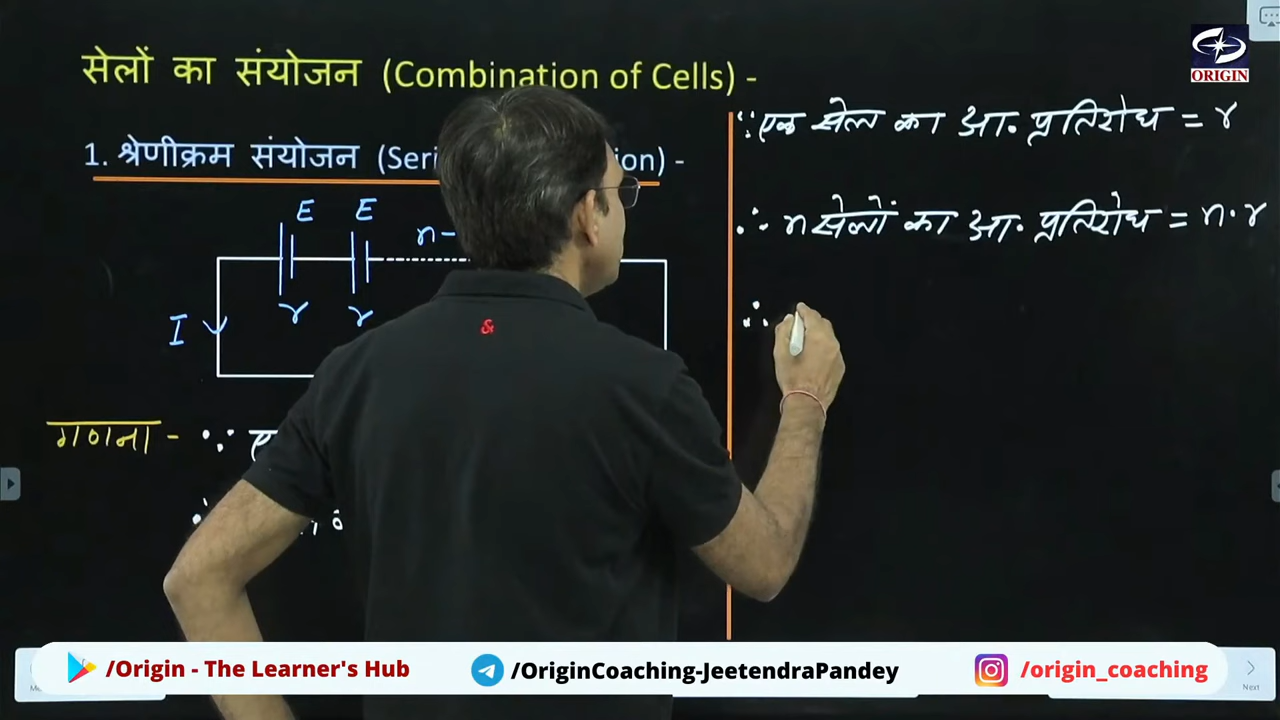 सेलों का संयोजन (Combination of Cells) -
ORIGIN
1. श्रेणीक्रम संयोजन (Seri ion) -
E E
n-
r r
I
गणना - ∵ ए
∴
∵ एक सेल का आ. प्रतिरोध = r
∴ n सेलों का आ. प्रतिरोध = n.r
∴
&
/Origin - The Learner's Hub
/OriginCoaching-JeetendraPandey
/origin_coaching
Next